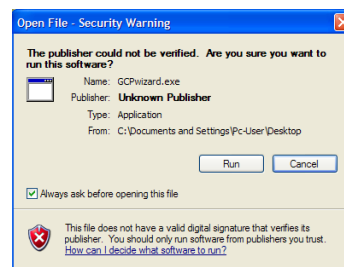 Open File - Security Warning
The publisher could not be verified. Are you sure you want to
run this software?
Name: GCPwizard.exe
Publisher: Unknown Publisher
Type: Application
From: C:\Documents and Settings\Pc-User\Desktop
Run Cancel
Always ask before opening this file
This file does not have a valid digital signature that verifies its
publisher. You should only run software from publishers you trust.
How can I decide what software to run?